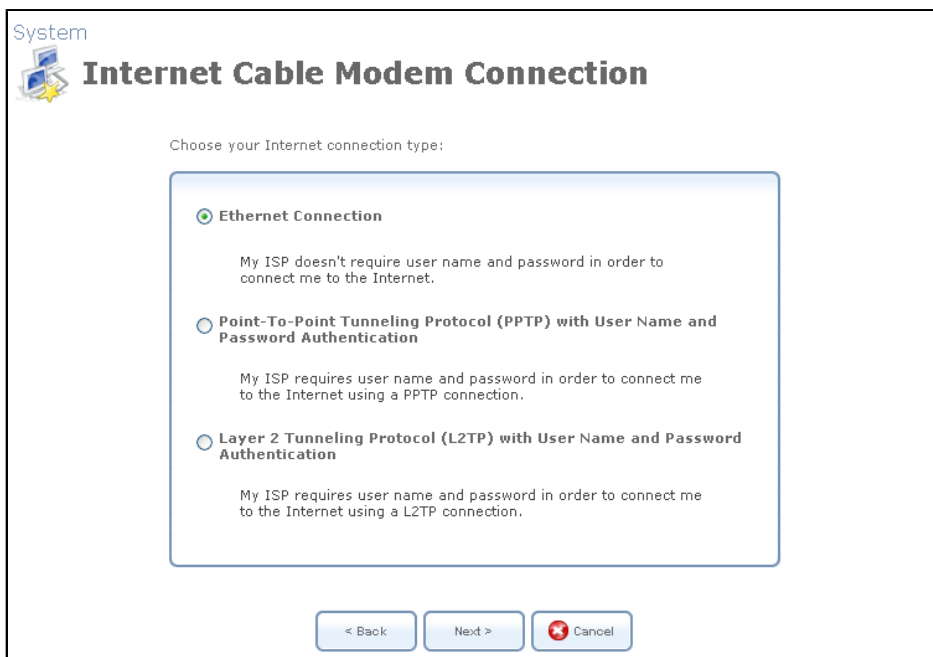 System
Internet Cable Modem Connection
Choose your Internet connection type:
Ethernet Connection
My ISP doesn't require user name and password in order to
connect me to the Internet.
Point-To-Point Tunneling Protocol (PPTP) with User Name and
Password Authentication
My ISP requires user name and password in order to connect me
to the Internet using a PPTP connection.
Layer 2 Tunneling Protocol (L2TP) with User Name and Password
Authentication
My ISP requires user name and password in order to connect me
to the Internet using a L2TP connection.
< Back Next > Cancel